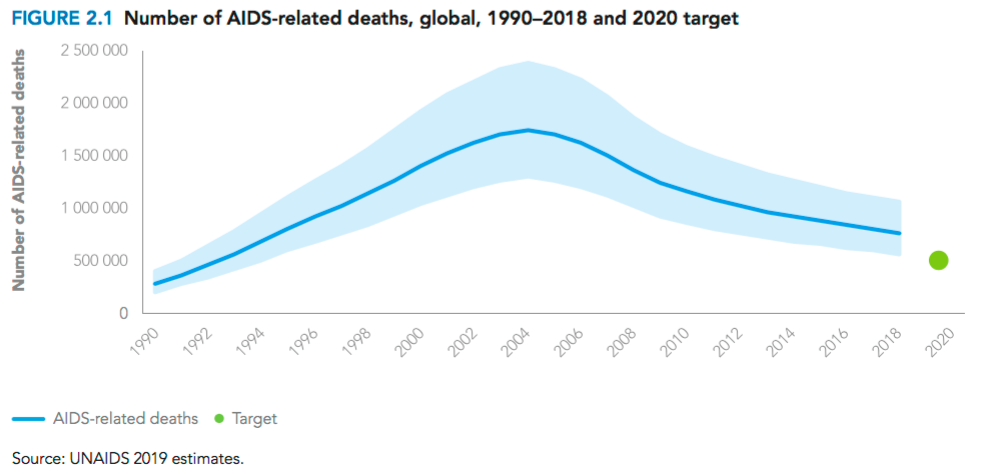 FIGURE 2.1 Number of AIDS-related deaths, global, 1990–2018 and 2020 target
Number of AIDS-related deaths
2 500 000
2 000 000
1 500 000
1 000 000
500 000
0
1990
1992
1994
1996
1998
2000
2002
2004
2006
2008
2010
2012
2014
2016
2018
2020
AIDS-related deaths
Target
Source: UNAIDS 2019 estimates.